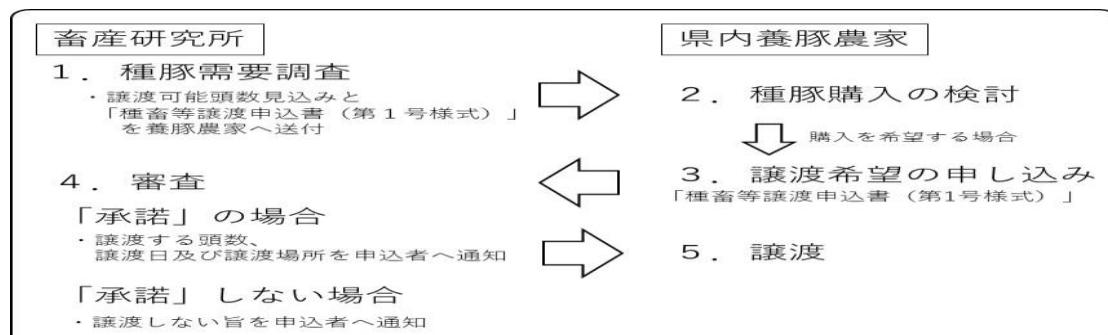 畜産研究所
県内養豚農家
1．種豚需要調査
・譲渡可能頭数見込みと
「種畜等譲渡申込書（第１号様式）」
を養豚農家へ送付
2．種豚購入の検討
購入を希望する場合
3．譲渡希望の申し込み
「種畜等譲渡申込書（第1号様式）」
4．審査
「承諾」の場合
・譲渡する頭数、
譲渡日及び譲渡場所を申込者へ通知
「承諾」しない場合
・譲渡しない旨を申込者へ通知
5．譲渡